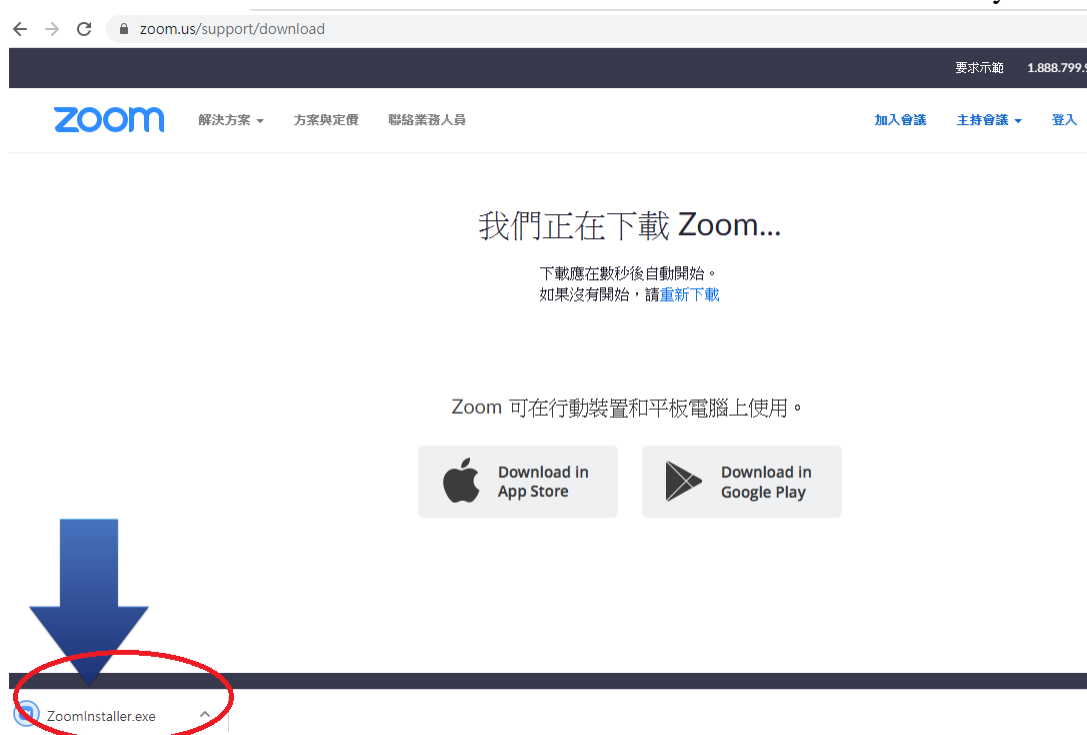 zoom.us/support/download
要求示範 1.888.799.9
zoom 解決方案 方案與定價 聯絡業務人員 加入會議 主持會議 登入
我們正在下載 Zoom...
下載應在數秒後自動開始。
如果沒有開始，請重新下載
Zoom 可在行動裝置和平板電腦上使用。
Download in
App Store
Download in
Google Play
ZoomInstaller.exe